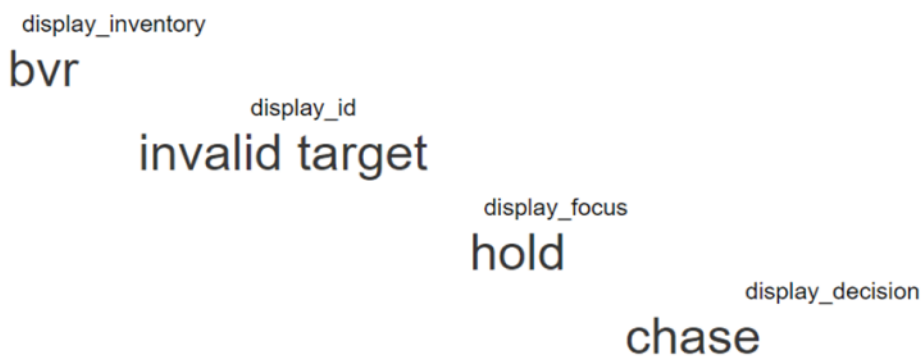 display_inventory
bvr
display_id
invalid target
display_focus
hold
display_decision
chase